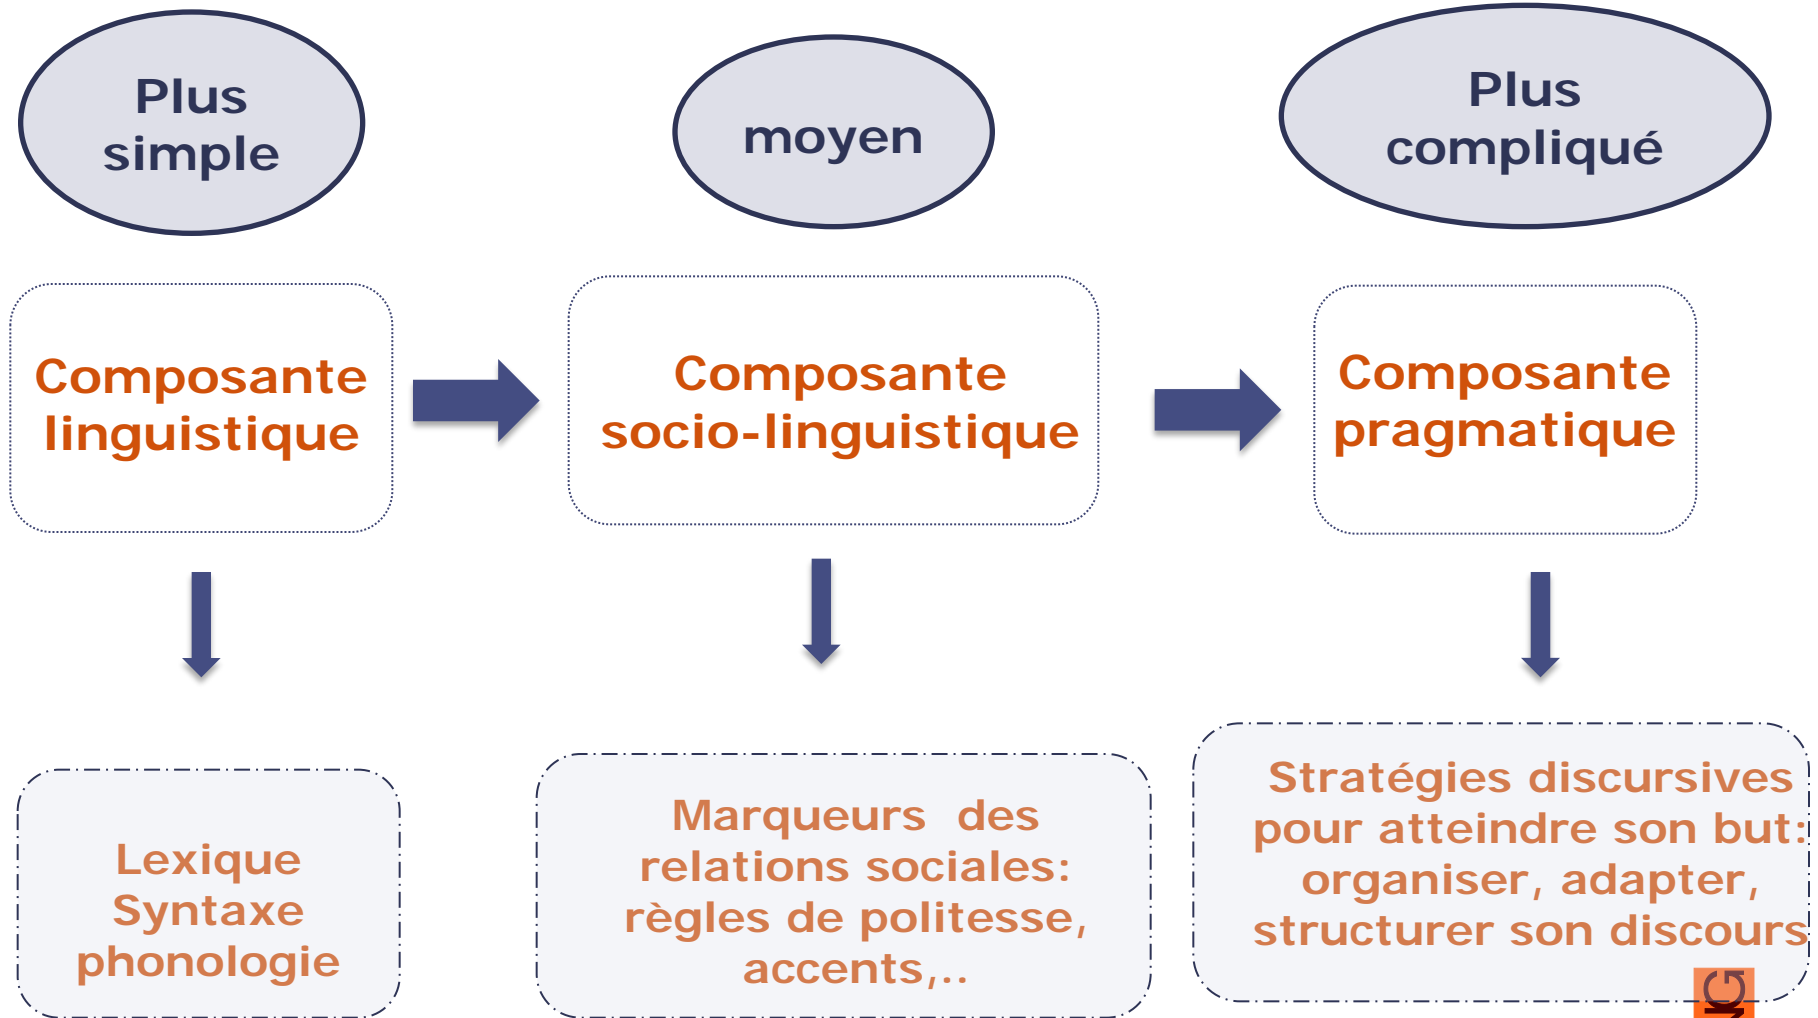 Plus
simple
moyen
Plus
compliqué
Composante
linguistique
Composante
socio-linguistique
Composante
pragmatique
Lexique
Syntaxe
phonologie
Marqueurs des
relations sociales:
règles de politesse,
accents,..
Stratégies discursives
pour atteindre son but:
organiser, adapter,
structurer son discours